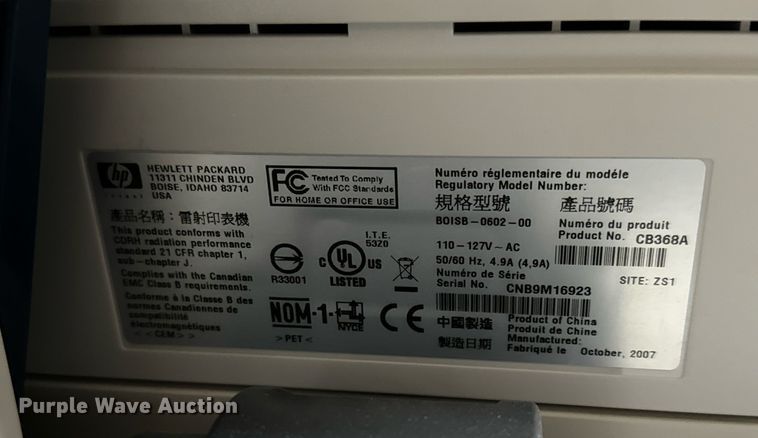 hp
invent
HEWLETT PACKARD
11311 CHINDEN BLVD
BOISE, IDAHO 83714
USA
產品名稱：雷射印表機
This product conforms with
CDRH radiation performance
standard 21 CFR chapter 1,
sub-chapter J.
Complies with the Canadian
EMC Class B requirements.
Conforme à la Classe B des
normes Canadiennes de
compatibilité
électromagnétiques
<< CEM >>
FC Tested To Comply
With FCC Standards
FOR HOME OR OFFICE USE
R33001
I.T.E.
53Z0
C UL US
LISTED
NOM-1-
NYCE
CE
> PET <
Numéro réglementaire du modéle
Regulatory Model Number:
規格型號
BOISB-0602-00
110-127V~AC
50/60 Hz, 4.9A (4,9A)
產品號碼
Numéro du produit
Product No. CB368A
Numéro de Série
Serial No. CNB9M16923
SITE: ZS1
中國製造 Product of China
Produit de Chine
製造日期 Manufactured:
Fabriqué le October, 2007
Purple Wave Auction